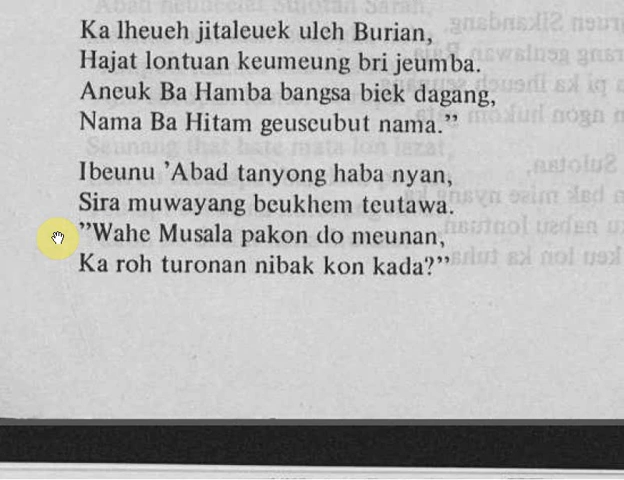 Ka lheueh jitaleuek uleh Burian,
Hajat lontuan keumeung bri jeumba.
Aneuk Ba Hamba bangsa biek dagang,
Nama Ba Hitam geuseubut nama.”
Ibeunu ’Abad tanyong haba nyan,
Sira muwayang beukhem teutawa.
”Wahe Musala pakon do meunan,
Ka roh turonan nibak kon kada?”